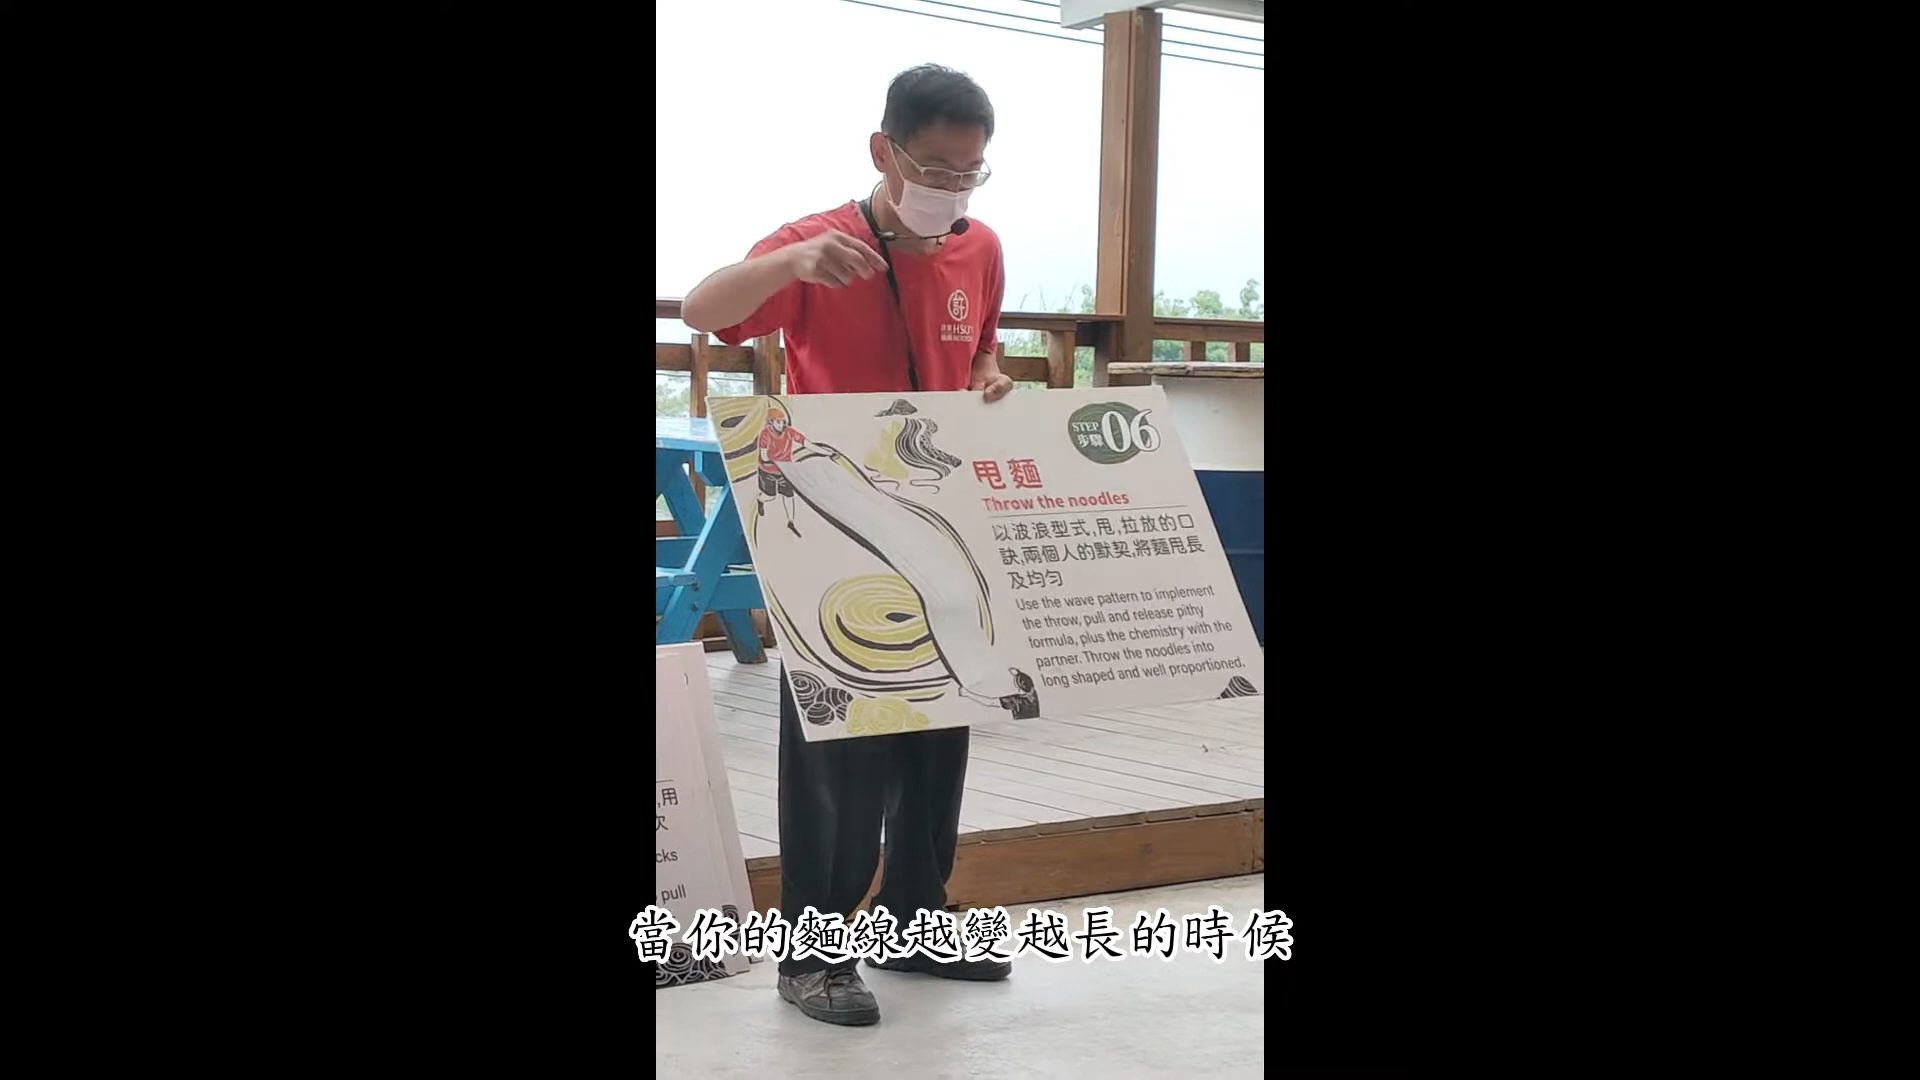 許
HSU'
NOODLE
STEP
步驟 06
甩麵
Throw the noodles
以波浪型式,甩,拉放的口
訣,兩個人的默契,將麵甩長
及均勻
Use the wave pattern to implement
the throw, pull and release pithy
formula, plus the chemistry with the
partner. Throw the noodles into
long shaped and well proportioned.
,用
次
cks
pull
當你的麵線越變越長的時候